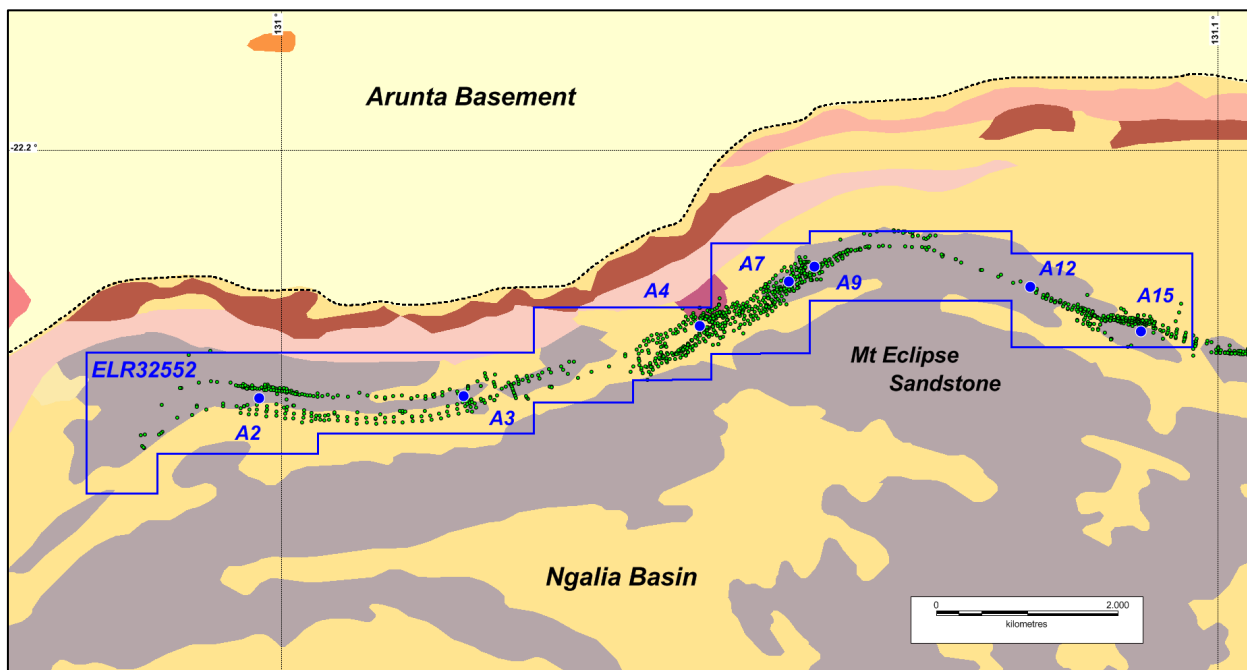 131 °
131.1 °
Arunta Basement
-22.2 °
A7
A12
A4
A9
A15
Mt Eclipse
Sandstone
ELR32552
A2
A3
Ngalia Basin
0 2.000
kilometres